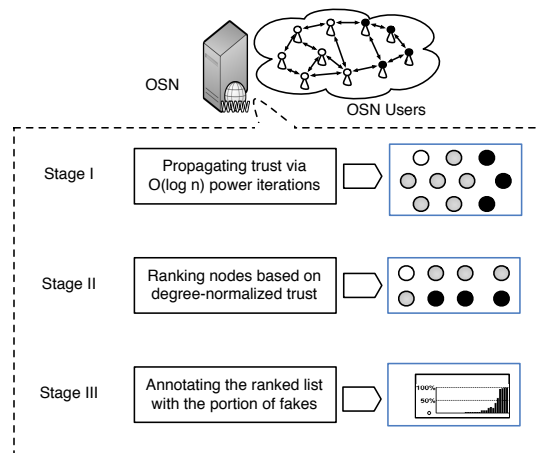 OSN
WWW
OSN Users
Stage I
Propagating trust via
O(log n) power iterations
Stage II
Ranking nodes based on
degree-normalized trust
Stage III
Annotating the ranked list
with the portion of fakes
100%
50%
0